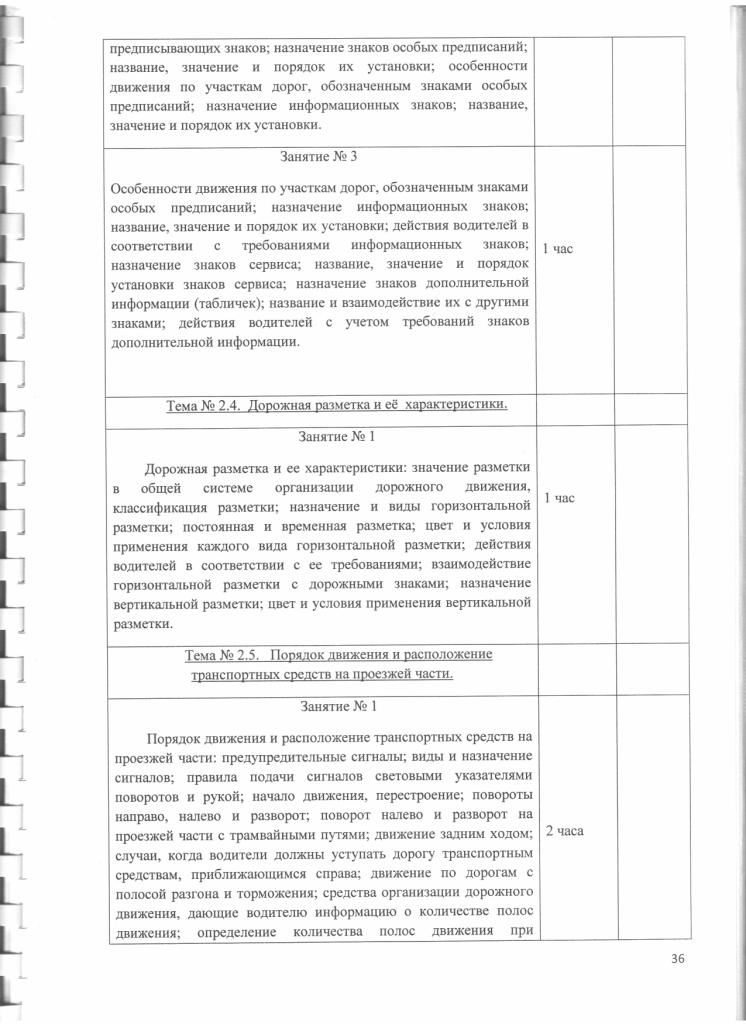 предписывающих знаков; назначение знаков особых предписаний;
название, значение и порядок их установки; особенности
движения по участкам дорог, обозначенным знаками особых
предписаний; назначение информационных знаков; название,
значение и порядок их установки.
Занятие № 3
Особенности движения по участкам дорог, обозначенным знаками
особых предписаний; назначение информационных знаков;
название, значение и порядок их установки; действия водителей в
соответствии с требованиями информационных знаков;
назначение знаков сервиса; название, значение и порядок
установки знаков сервиса; назначение знаков дополнительной
информации (табличек); название и взаимодействие их с другими
знаками; действия водителей с учетом требований знаков
дополнительной информации.
1 час
Тема № 2.4. Дорожная разметка и её характеристики.
Занятие № 1
Дорожная разметка и ее характеристики: значение разметки
в общей системе организации дорожного движения,
классификация разметки; назначение и виды горизонтальной
разметки; постоянная и временная разметка; цвет и условия
применения каждого вида горизонтальной разметки; действия
водителей в соответствии с ее требованиями; взаимодействие
горизонтальной разметки с дорожными знаками; назначение
вертикальной разметки; цвет и условия применения вертикальной
разметки.
1 час
Тема № 2.5. Порядок движения и расположение
транспортных средств на проезжей части.
Занятие № 1
Порядок движения и расположение транспортных средств на
проезжей части: предупредительные сигналы; виды и назначение
сигналов; правила подачи сигналов световыми указателями
поворотов и рукой; начало движения, перестроение; повороты
направо, налево и разворот; поворот налево и разворот на
проезжей части с трамвайными путями; движение задним ходом;
случаи, когда водители должны уступать дорогу транспортным
средствам, приближающимся справа; движение по дорогам с
полосой разгона и торможения; средства организации дорожного
движения, дающие водителю информацию о количестве полос
движения; определение количества полос движения при
2 часа
36